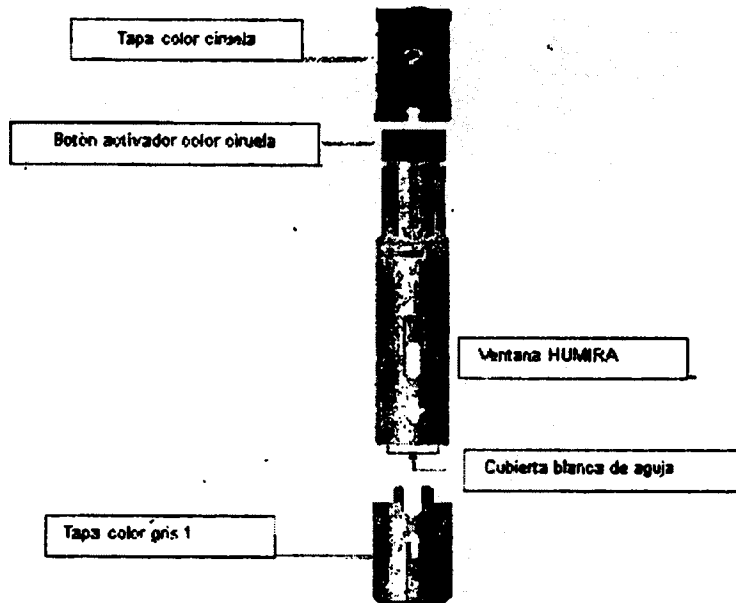 Tapa color ciruela
Botón activador color ciruela
Ventana HUMIRA
Cubierta blanca de aguja
Tapa color gris 1